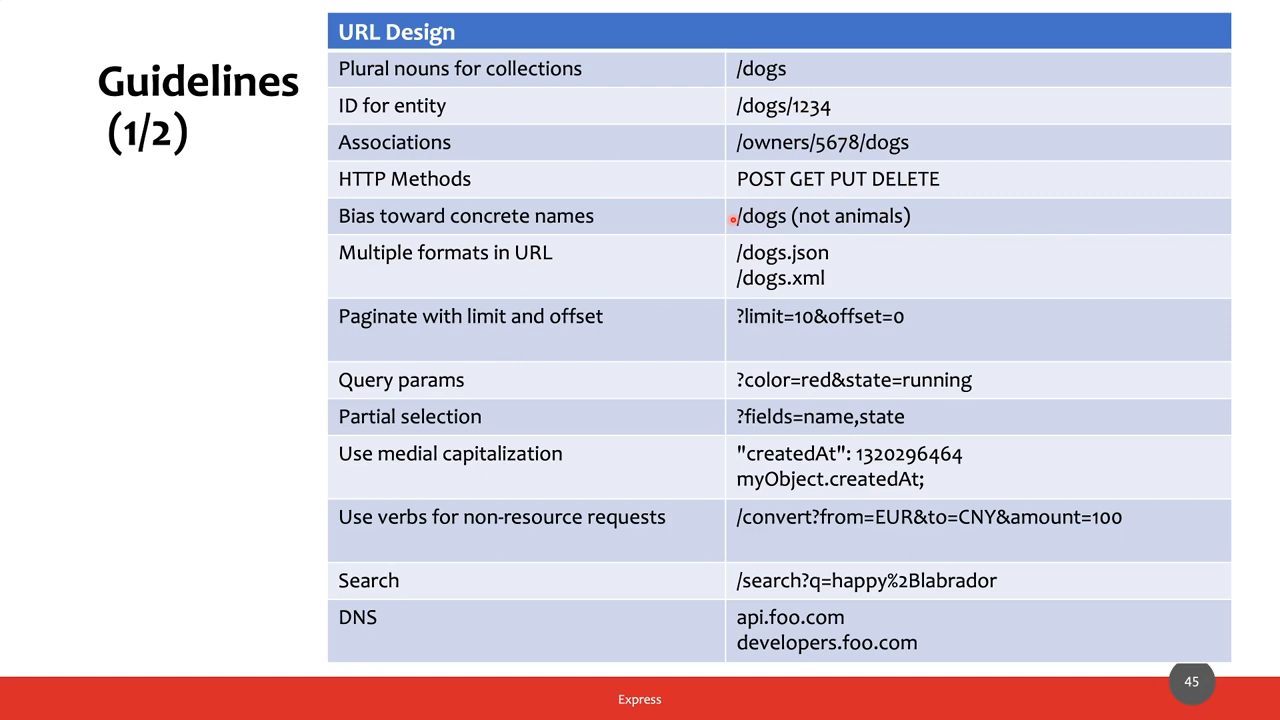 Guidelines
(1/2)
URL Design
Plural nouns for collections
/dogs
ID for entity
/dogs/1234
Associations
/owners/5678/dogs
HTTP Methods
POST GET PUT DELETE
Bias toward concrete names
/dogs (not animals)
Multiple formats in URL
/dogs.json
/dogs.xml
Paginate with limit and offset
?limit=10&offset=0
Query params
?color=red&state=running
Partial selection
?fields=name,state
Use medial capitalization
"createdAt": 1320296464
myObject.createdAt;
Use verbs for non-resource requests
/convert?from=EUR&to=CNY&amount=100
Search
/search?q=happy%2Blabrador
DNS
api.foo.com
developers.foo.com
Express
45